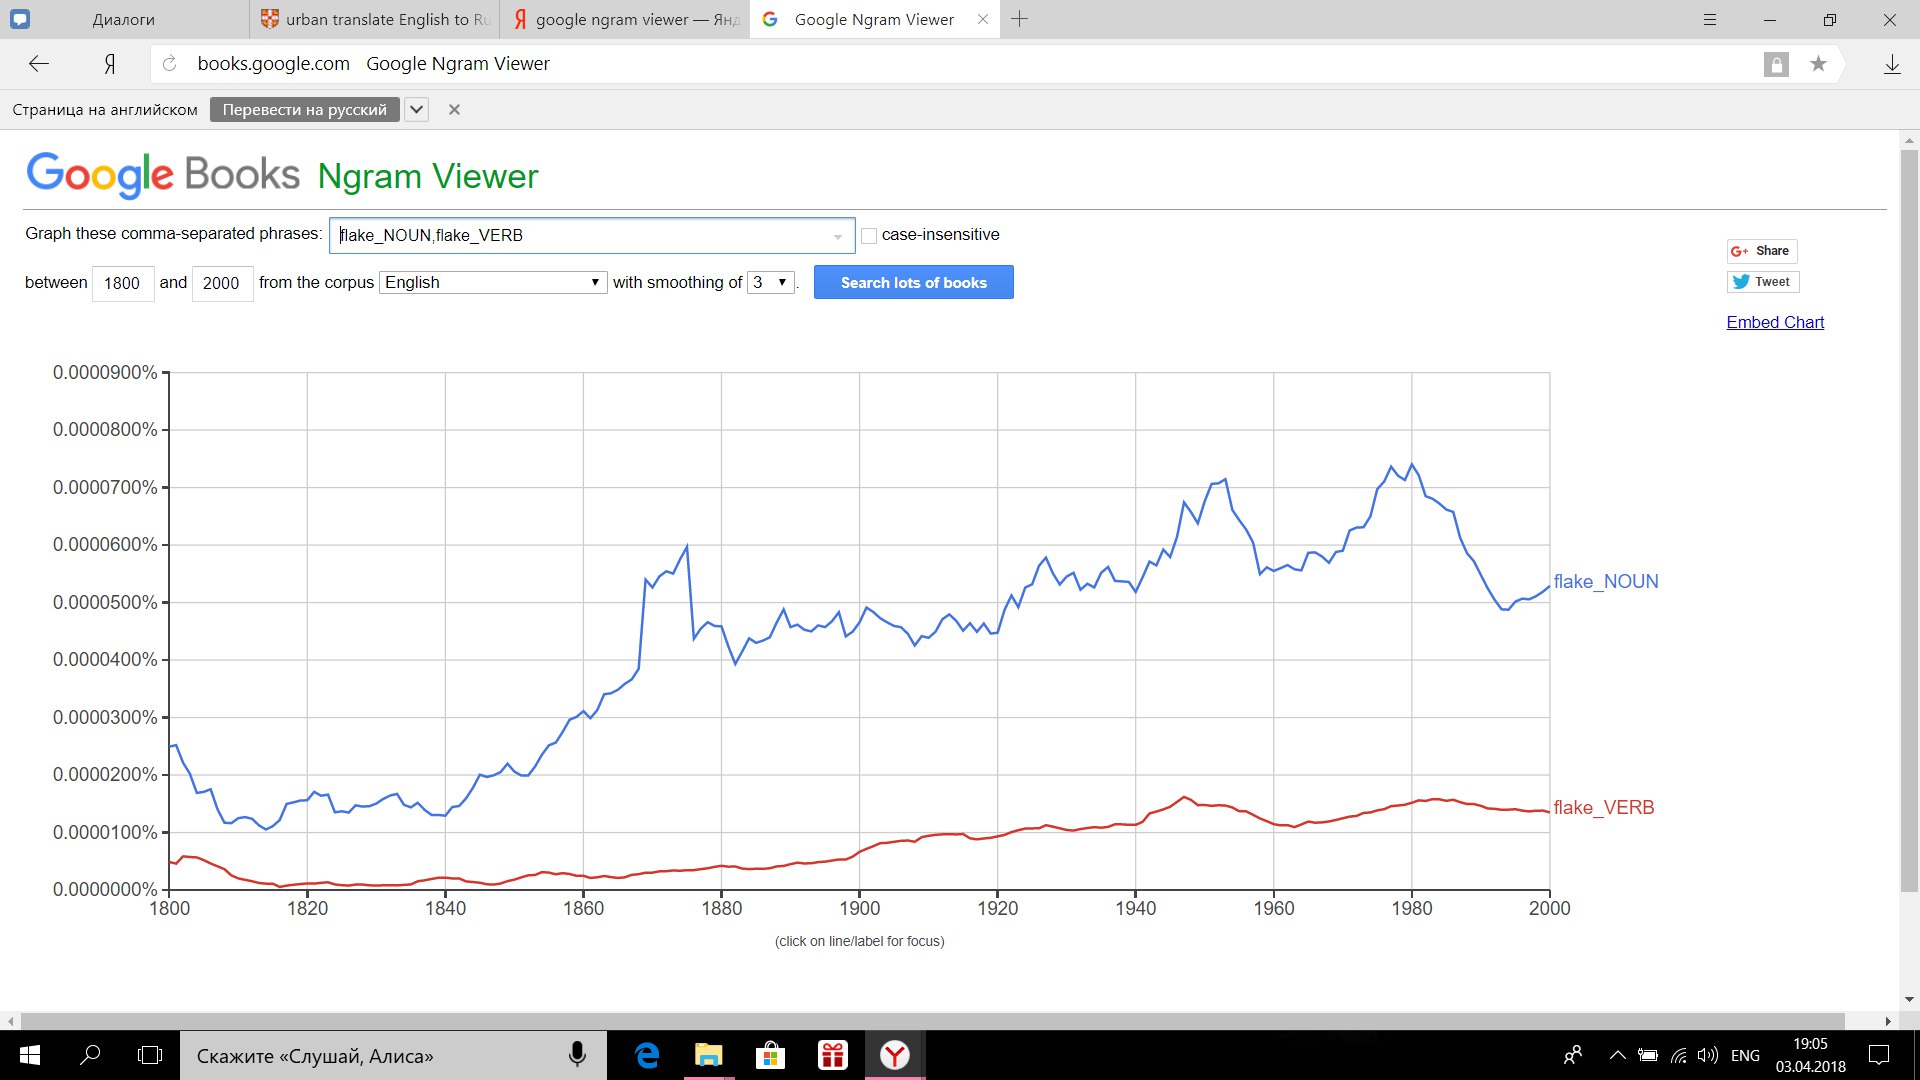 Диалоги
urban translate English to Ru
google ngram viewer — Янд
Google Ngram Viewer
books.google.com Google Ngram Viewer
Страница на английском Перевести на русский
Google Books Ngram Viewer
Graph these comma-separated phrases: flake_NOUN,flake_VERB case-insensitive
between 1800 and 2000 from the corpus English with smoothing of 3 . Search lots of books
G+ Share
Tweet
Embed Chart
0.0000900%
0.0000800%
0.0000700%
0.0000600%
0.0000500%
0.0000400%
0.0000300%
0.0000200%
0.0000100%
0.0000000%
flake_NOUN
flake_VERB
1800 1820 1840 1860 1880 1900 1920 1940 1960 1980 2000
(click on line/label for focus)
Скажите «Слушай, Алиса»
ENG
19:05
03.04.2018